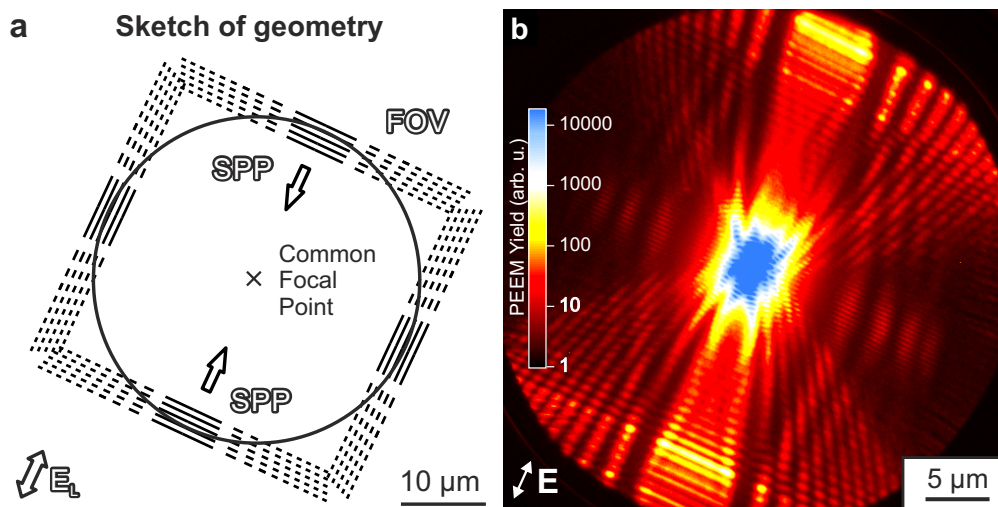 a
Sketch of geometry
FOV
SPP
Common
Focal
Point
SPP
E_L
10 µm
b
PEEM Yield (arb. u.)
10000
1000
100
10
1
E
5 µm